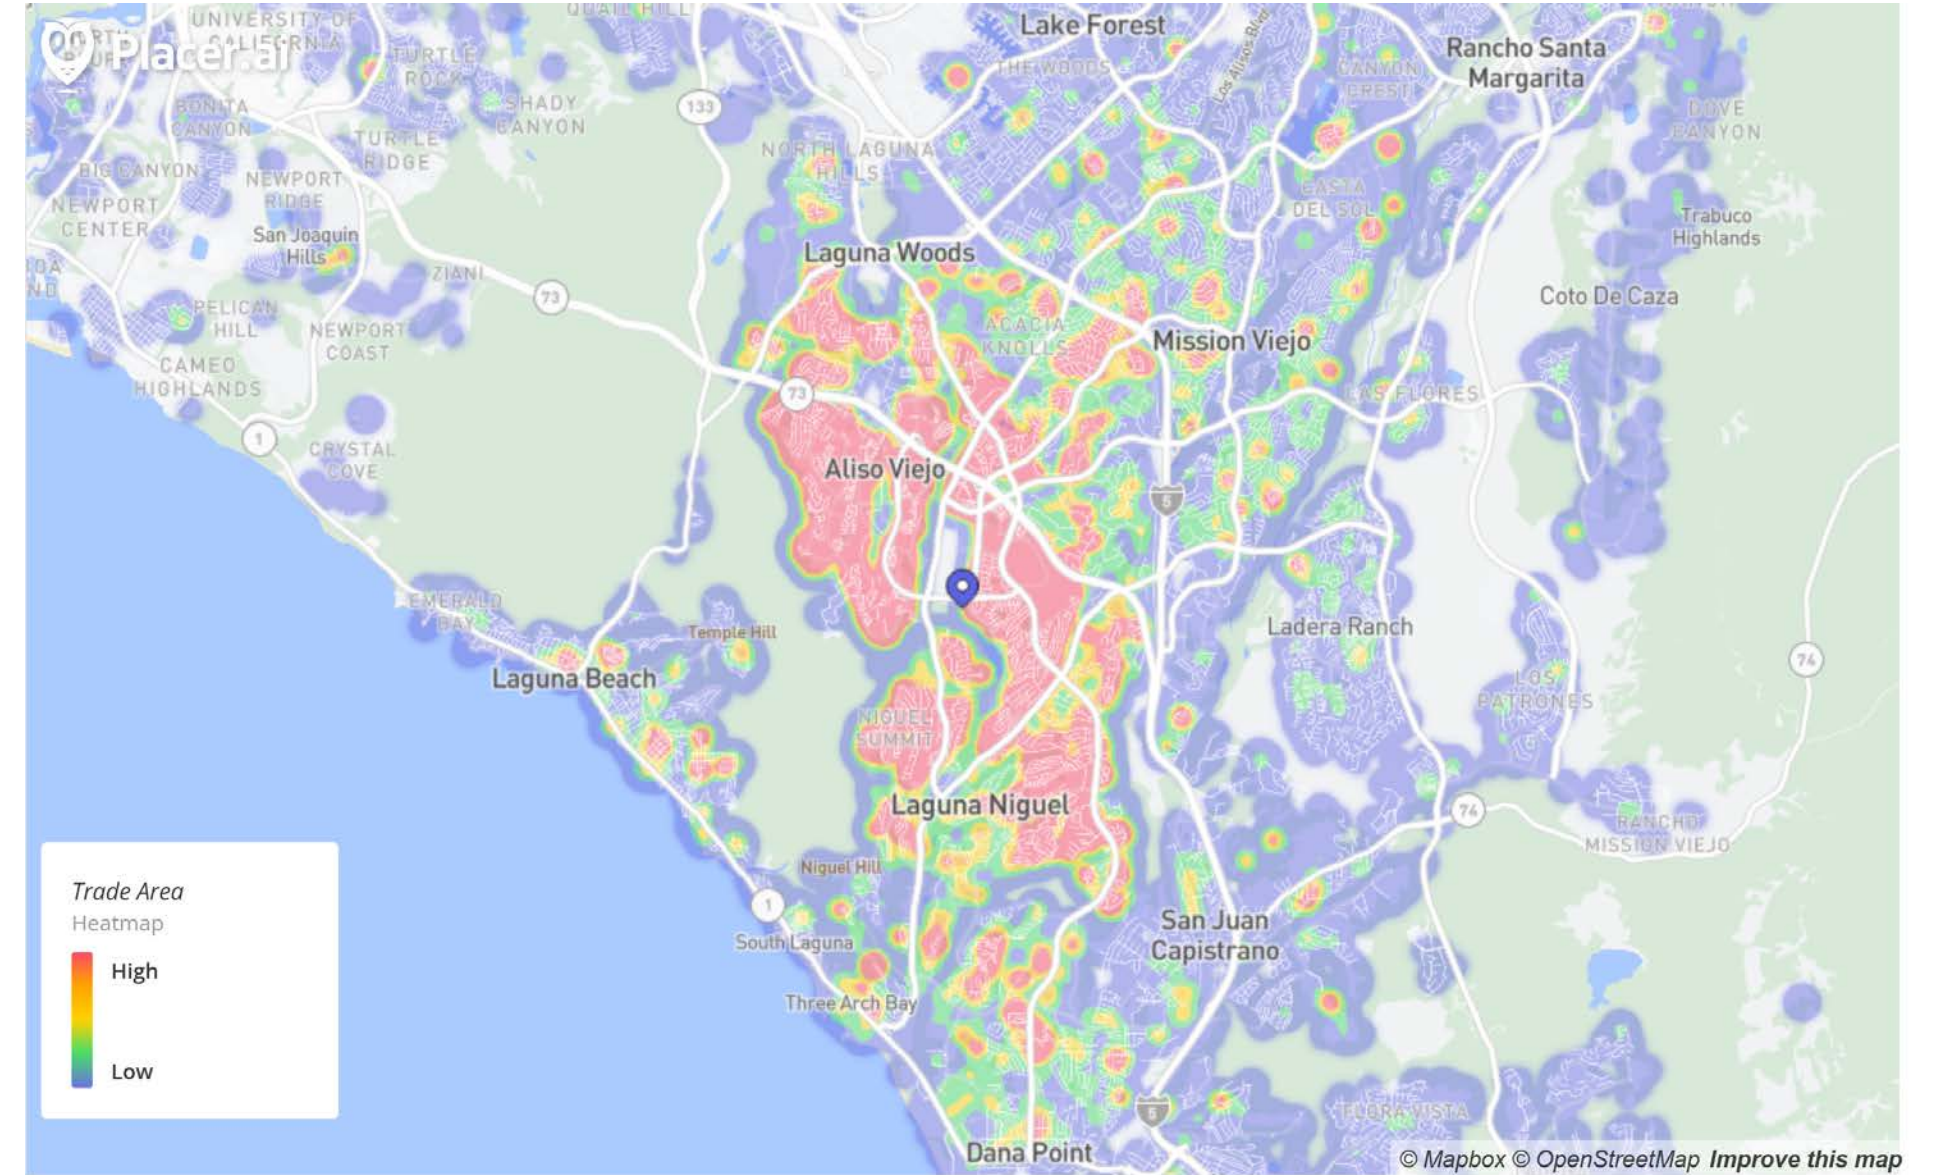 UNIVERSITY OF
CALIFORNIA
Placer.ai
QUAIL HILL
TURTLE
ROCK
BONITA
CANYON
SHADY
CANYON
TURTLE
RIDGE
BIG CANYON
NEWPORT
RIDGE
NEWPORT
CENTER
San Joaquin
Hills
ZIANI
PELICAN
HILL
NEWPORT
COAST
CAMEO
HIGHLANDS
CRYSTAL
COVE
133
73
73
1
Lake Forest
THE WOODS
Los Alisos Blvd
CANYON
CREST
Rancho Santa
Margarita
DOVE
CANYON
NORTH LAGUNA
HILLS
CASTA
DEL SOL
Trabuco
Highlands
Laguna Woods
Coto De Caza
ACACIA
KNOLLS
Mission Viejo
LAS FLORES
Aliso Viejo
5
EMERALD
BAY
Temple Hill
Laguna Beach
Ladera Ranch
74
LOS
PATRONES
NIGUEL
SUMMIT
Laguna Niguel
74
RANCHO
MISSION VIEJO
Niguel Hill
1
South Laguna
San Juan
Capistrano
Three Arch Bay
5
FLORA VISTA
Dana Point
Trade Area
Heatmap
High
Low
© Mapbox © OpenStreetMap Improve this map